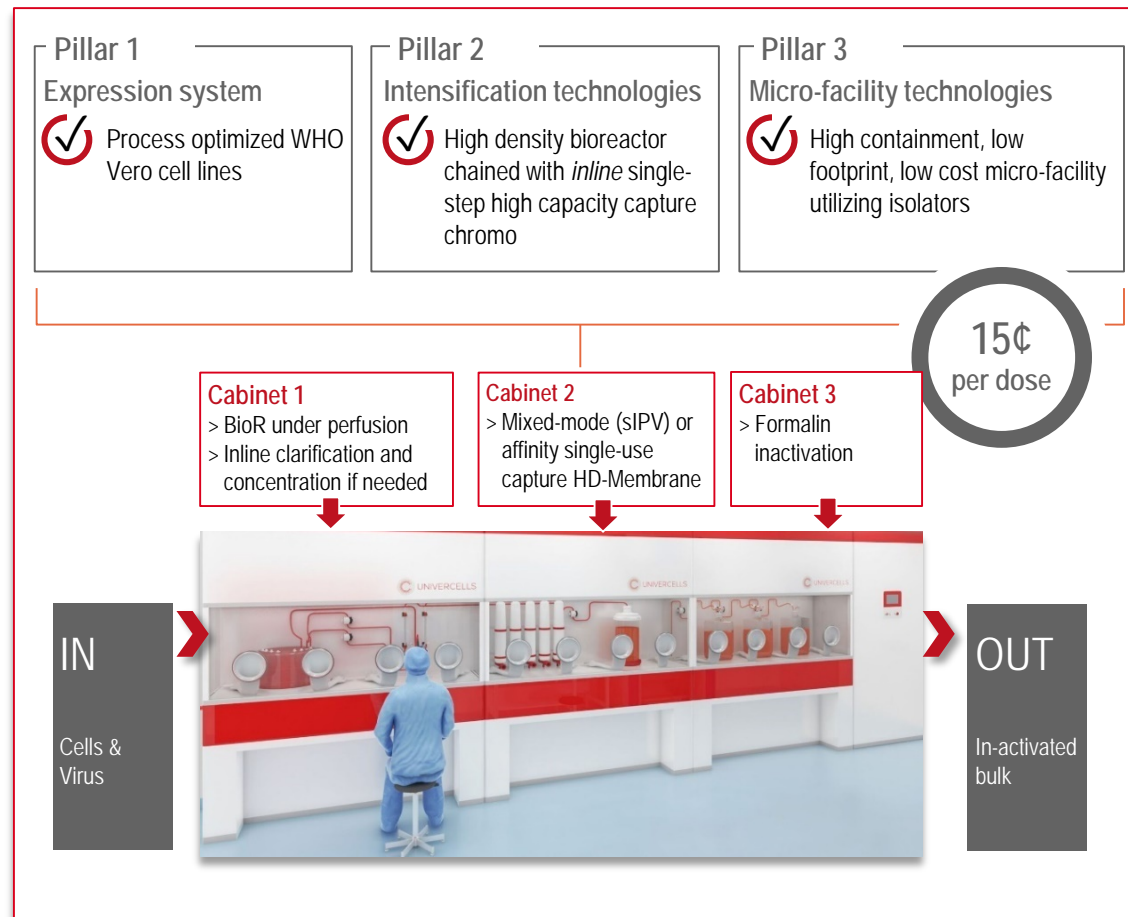 Pillar 1
Expression system
Process optimized WHO
Vero cell lines
Pillar 2
Intensification technologies
High density bioreactor
chained with inline single-
step high capacity capture
chromo
Pillar 3
Micro-facility technologies
High containment, low
footprint, low cost micro-facility
utilizing isolators
15¢
per dose
Cabinet 1
> BioR under perfusion
> Inline clarification and
concentration if needed
Cabinet 2
> Mixed-mode (sIPV) or
affinity single-use
capture HD-Membrane
Cabinet 3
> Formalin
inactivation
UNIVERCELLS
UNIVERCELLS
UNIVERCELLS
IN
Cells &
Virus
OUT
In-activated
bulk